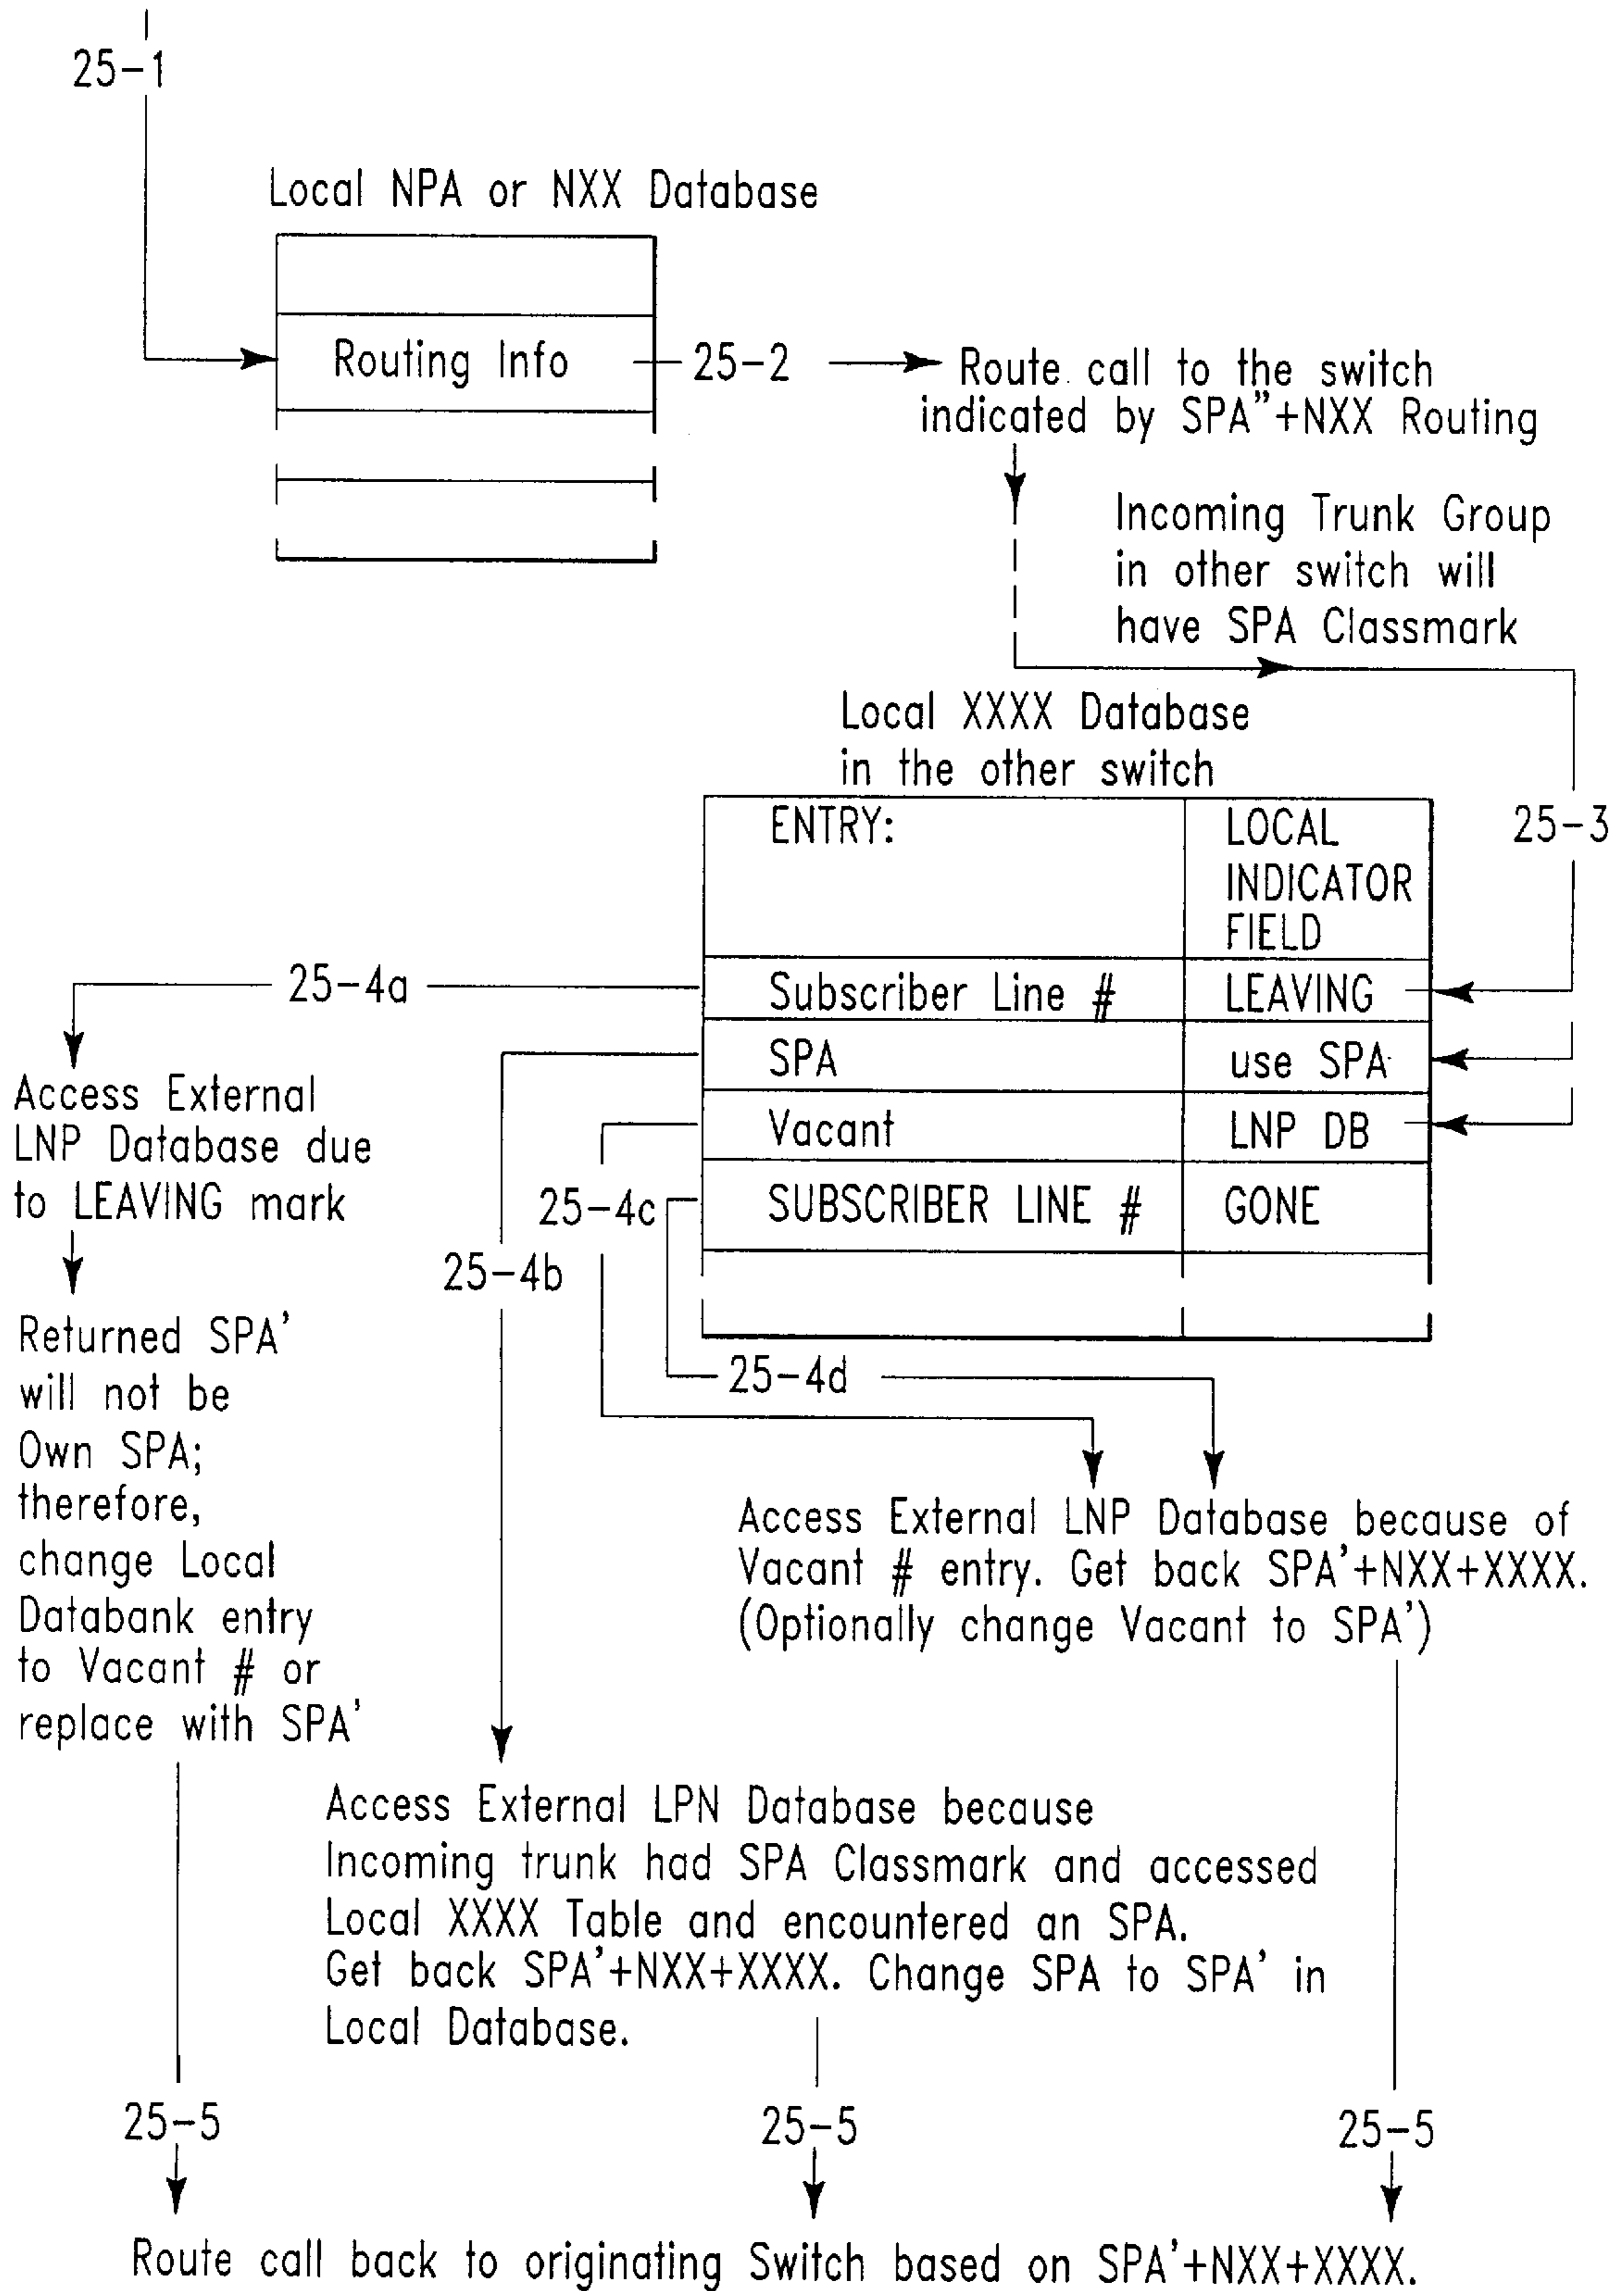 25-1
Local NPA or NXX Database
Routing Info
25-2
Route call to the switch
indicated by SPA"+NXX Routing
Incoming Trunk Group
in other switch will
have SPA Classmark
Local XXXX Database
in the other switch
25-3
ENTRY:
LOCAL
INDICATOR
FIELD
Subscriber Line #
LEAVING
SPA
use SPA
Vacant
LNP DB
SUBSCRIBER LINE #
GONE
25-4a
Access External
LNP Database due
to LEAVING mark
25-4c
25-4b
25-4d
Returned SPA'
will not be
Own SPA;
therefore,
change Local
Databank entry
to Vacant # or
replace with SPA'
Access External LNP Database because of
Vacant # entry. Get back SPA'+NXX+XXXX.
(Optionally change Vacant to SPA')
Access External LPN Database because
Incoming trunk had SPA Classmark and accessed
Local XXXX Table and encountered an SPA.
Get back SPA'+NXX+XXXX. Change SPA to SPA' in
Local Database.
25-5
25-5
25-5
Route call back to originating Switch based on SPA'+NXX+XXXX.